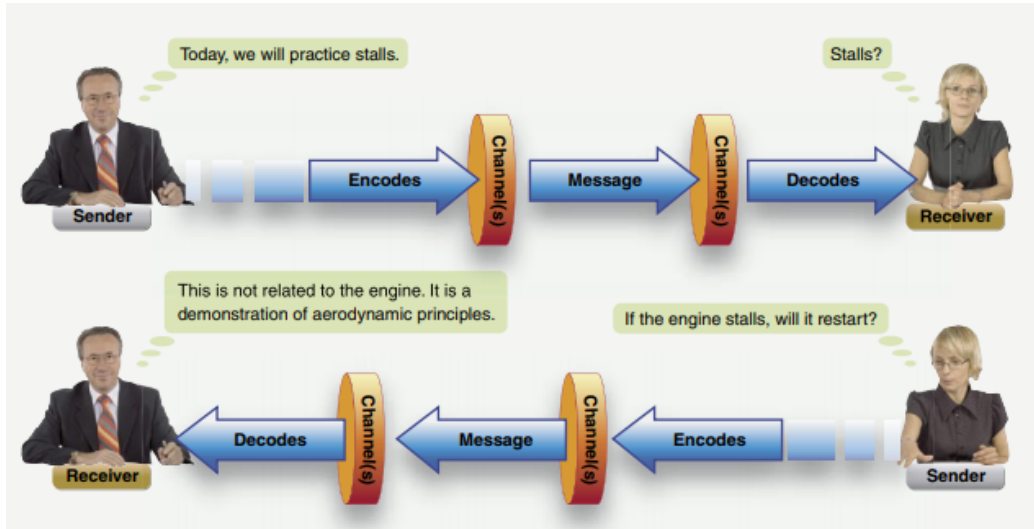 Today, we will practice stalls.
Stalls?
Encodes
Channel(s)
Message
Channel(s)
Decodes
Sender
Receiver
This is not related to the engine. It is a
demonstration of aerodynamic principles.
If the engine stalls, will it restart?
Decodes
Channel(s)
Message
Channel(s)
Encodes
Receiver
Sender